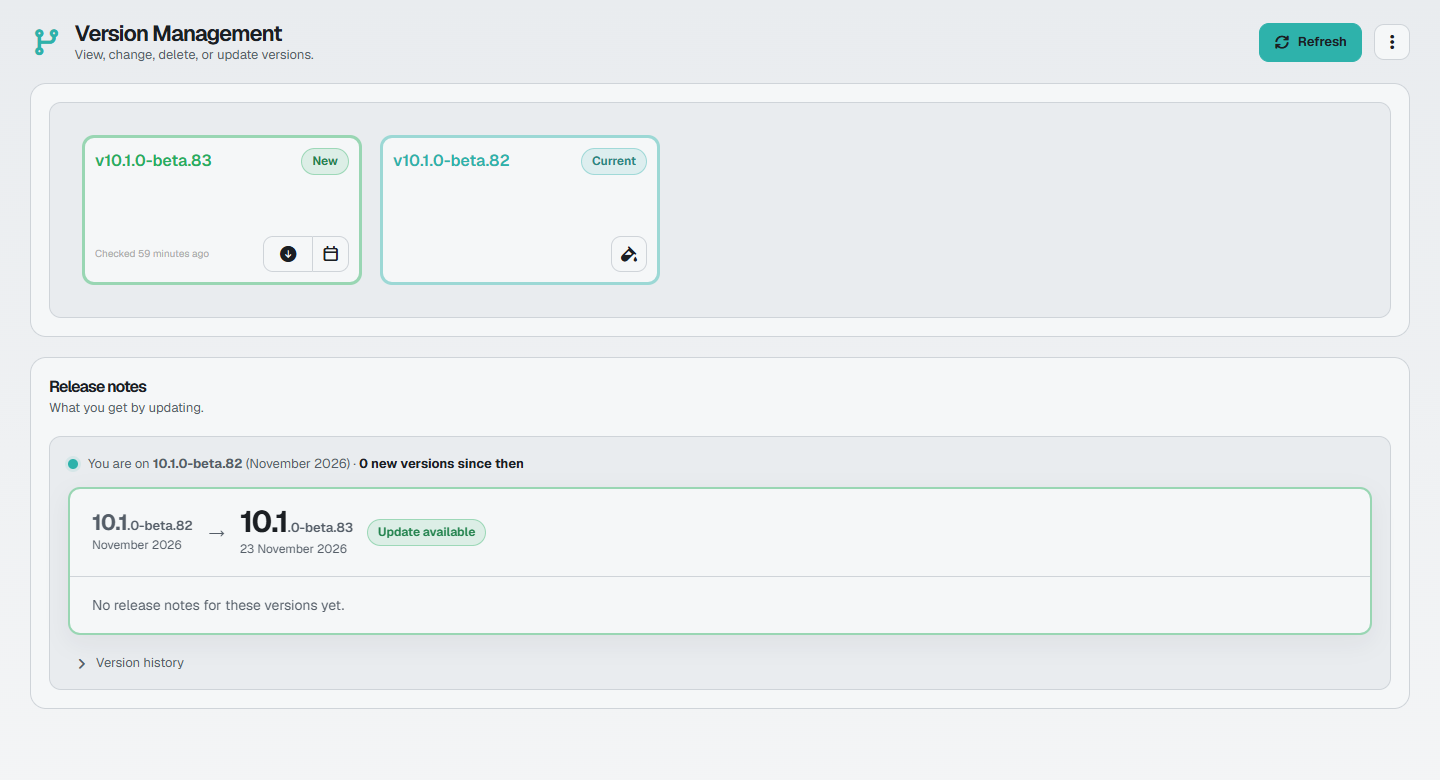 Version Management
View, change, delete, or update versions.
Refresh
v10.1.0-beta.83
New
Checked 59 minutes ago
v10.1.0-beta.82
Current
Release notes
What you get by updating.
You are on 10.1.0-beta.82 (November 2026) · 0 new versions since then
10.1.0-beta.82
November 2026
→
10.1.0-beta.83
23 November 2026
Update available
No release notes for these versions yet.
Version history